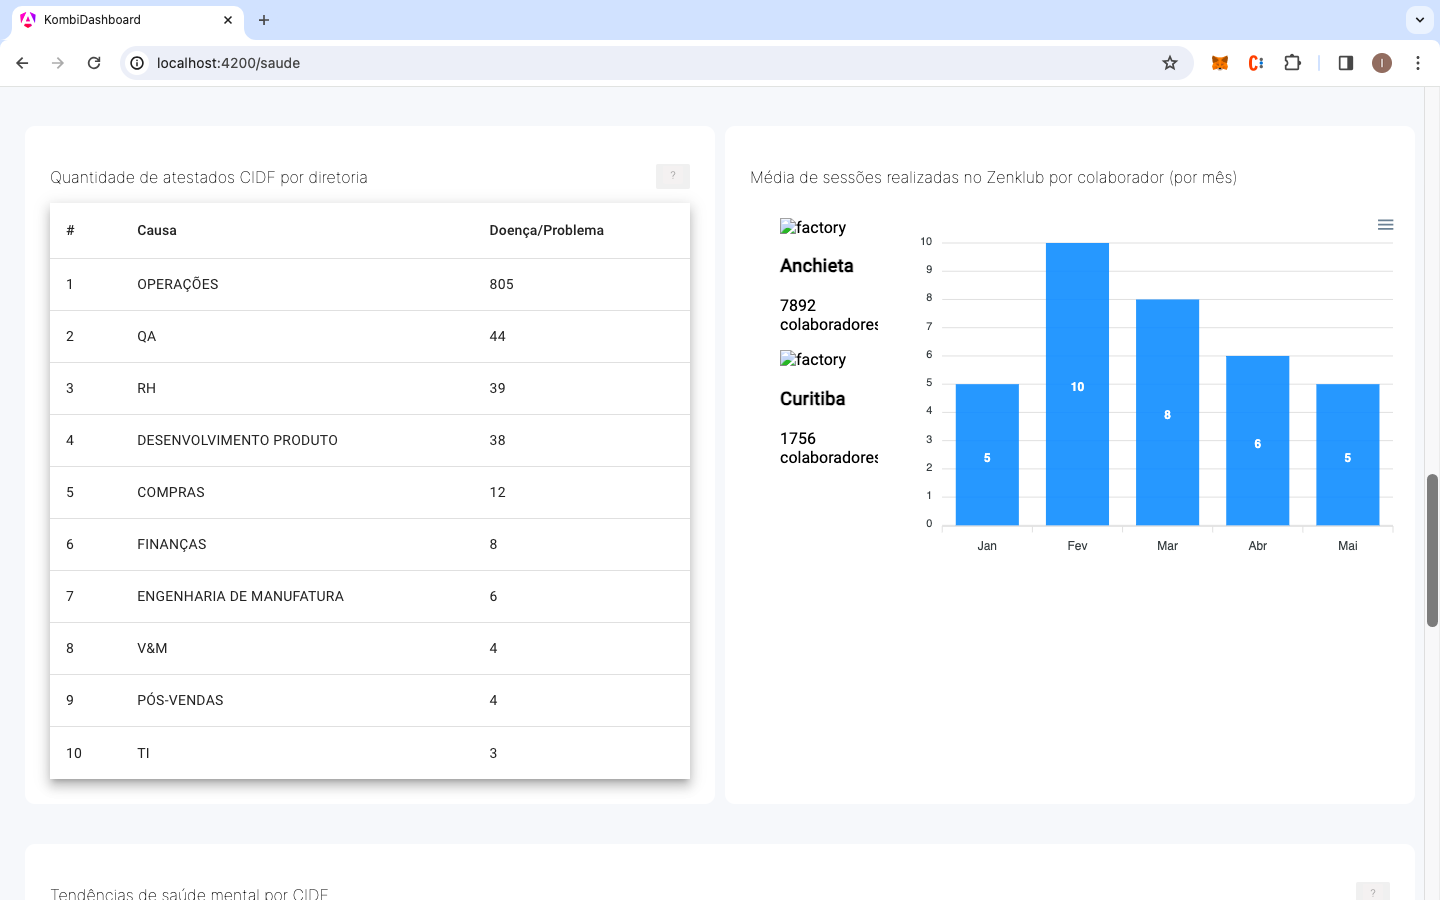 KombiDashboard
localhost:4200/saude
I
Quantidade de atestados CIDF por diretoria
?
# Causa Doença/Problema
1 OPERAÇÕES 805
2 QA 44
3 RH 39
4 DESENVOLVIMENTO PRODUTO 38
5 COMPRAS 12
6 FINANÇAS 8
7 ENGENHARIA DE MANUFATURA 6
8 V&M 4
9 PÓS-VENDAS 4
10 TI 3
Média de sessões realizadas no Zenklub por colaborador (por mês)
factory
Anchieta
7892
colaboradores
factory
Curitiba
1756
colaboradores
10
9
8
7
6
5
4
3
2
1
0
5
10
8
6
5
Jan Fev Mar Abr Mai
Tendências de saúde mental por CIDF
?